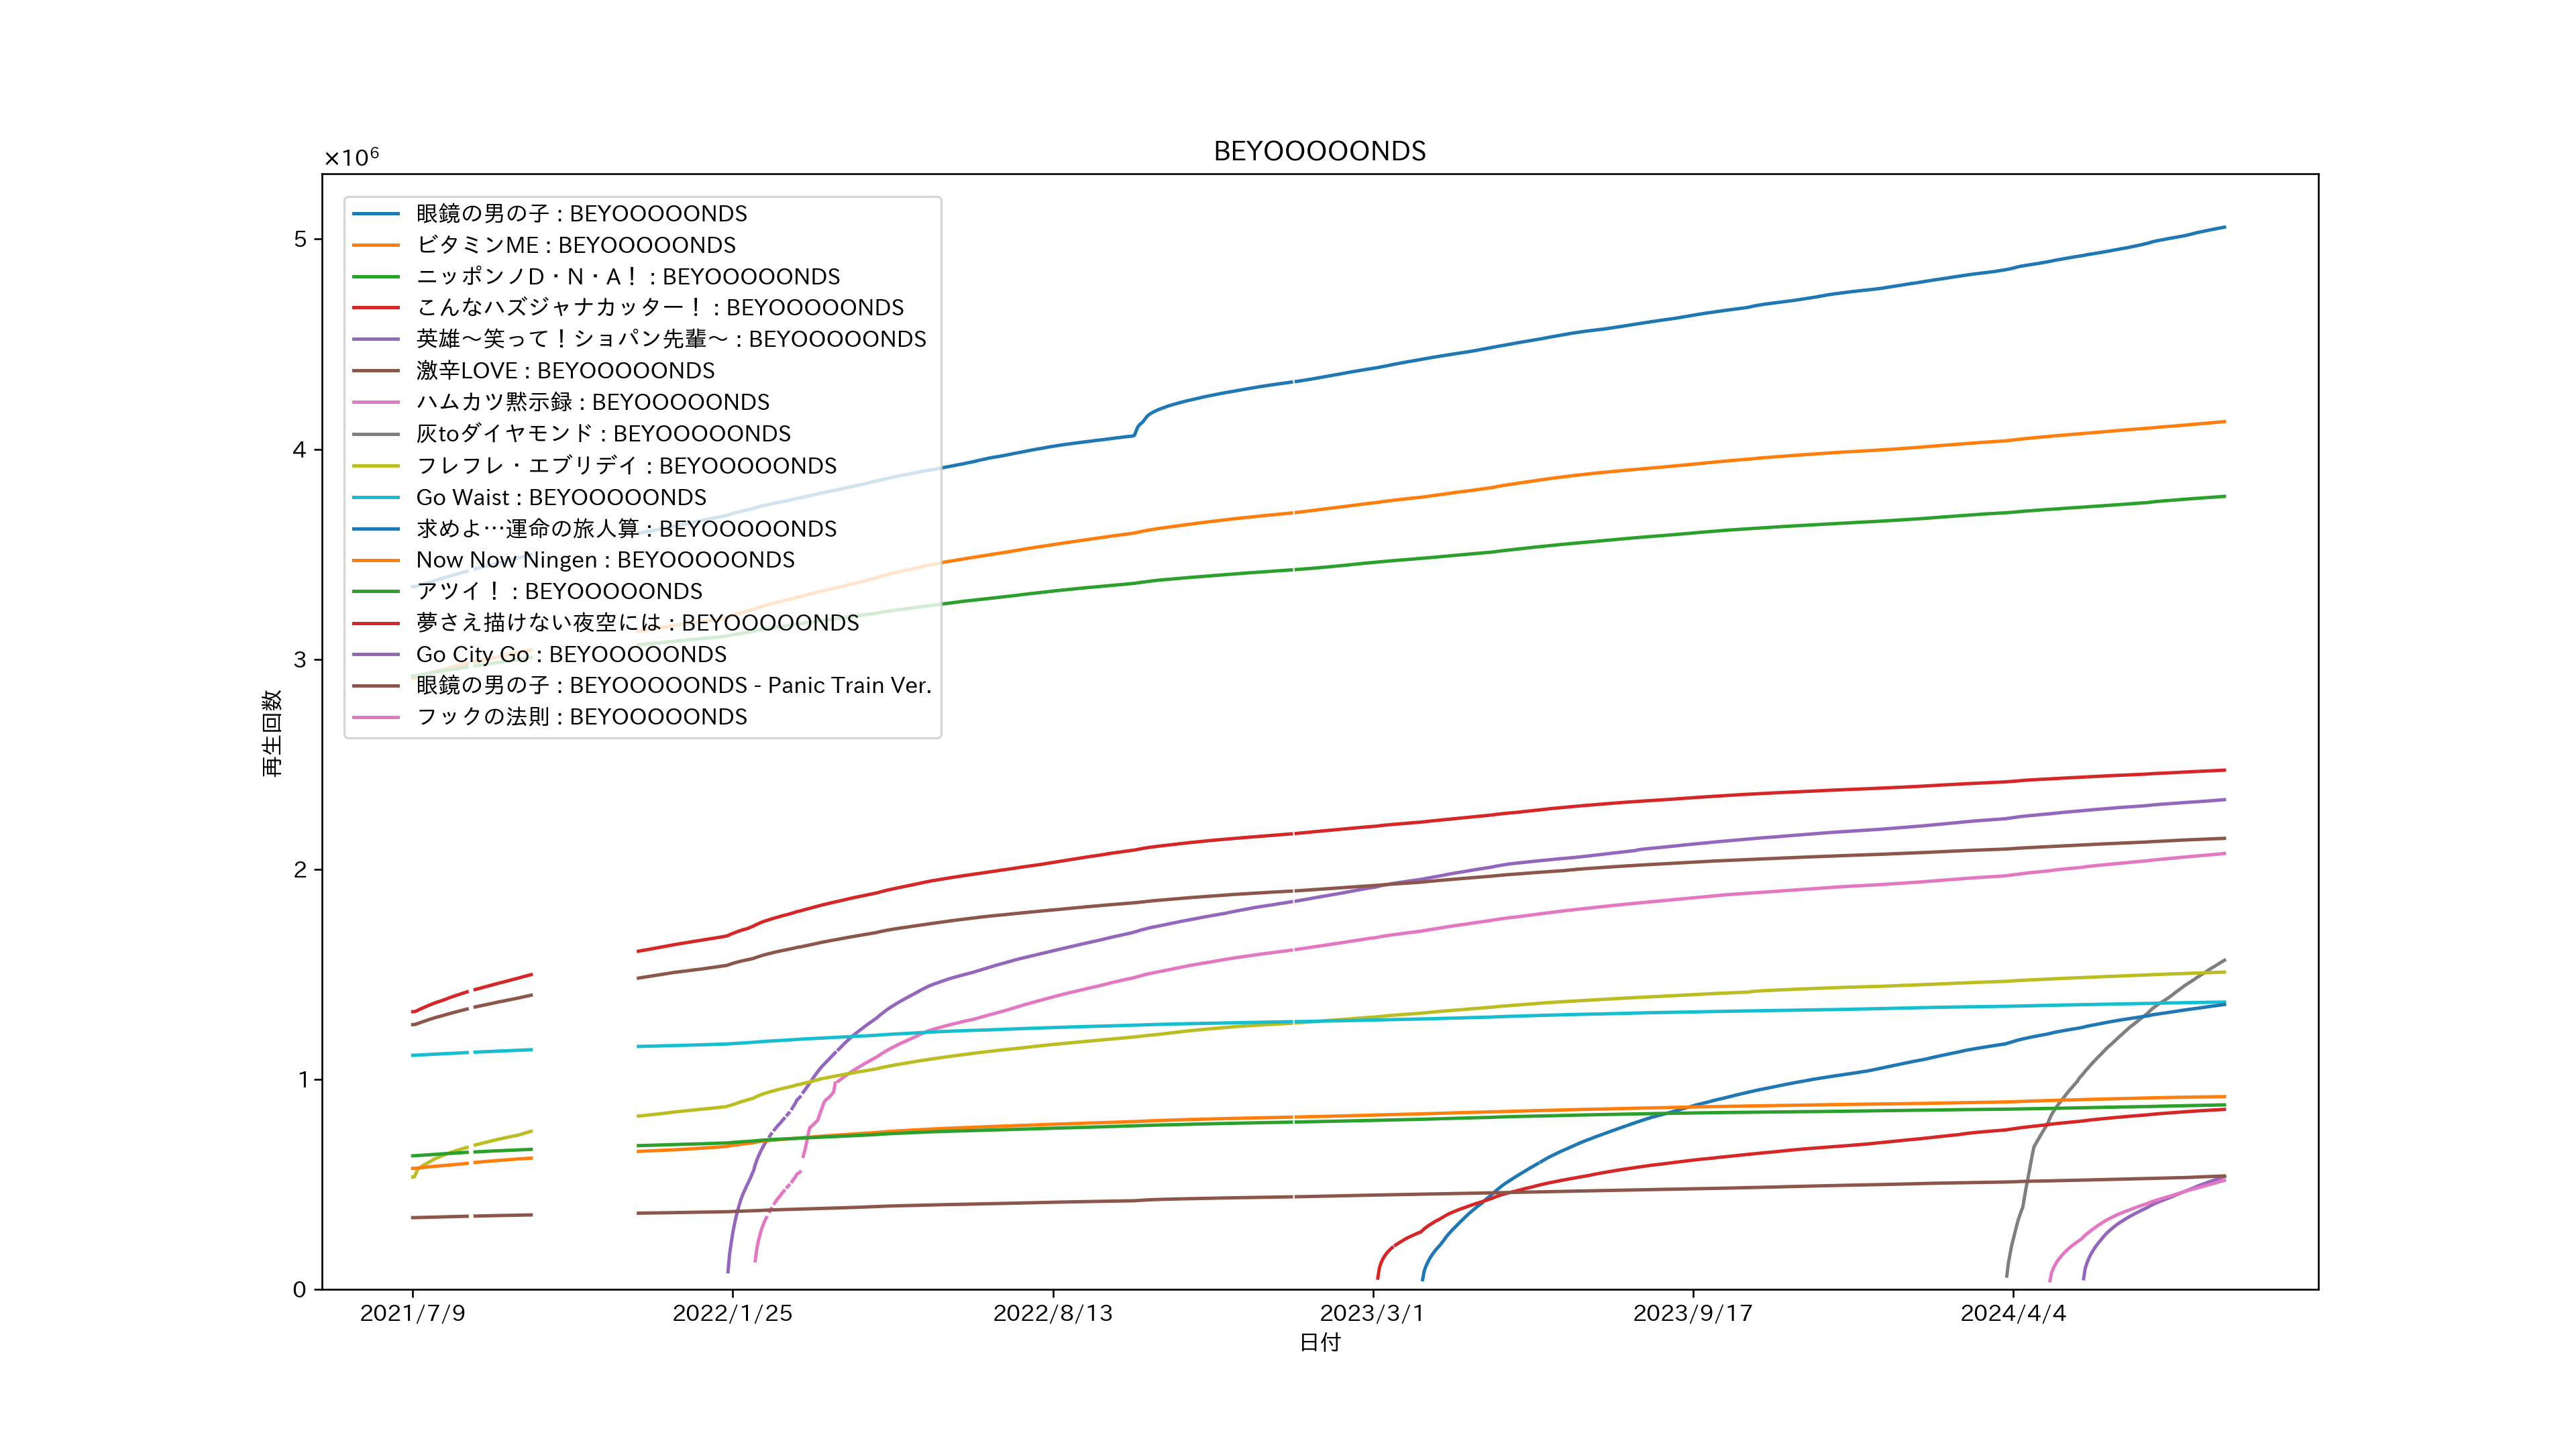 BEYOOOOONDS
×10⁶
眼鏡の男の子 : BEYOOOOONDS
ビタミンME : BEYOOOOONDS
ニッポンノD・N・A！ : BEYOOOOONDS
こんなハズジャナカッター！ : BEYOOOOONDS
英雄～笑って！ショパン先輩～ : BEYOOOOONDS
激辛LOVE : BEYOOOOONDS
ハムカツ黙示録 : BEYOOOOONDS
灰toダイヤモンド : BEYOOOOONDS
フレフレ・エブリデイ : BEYOOOOONDS
Go Waist : BEYOOOOONDS
求めよ…運命の旅人算 : BEYOOOOONDS
Now Now Ningen : BEYOOOOONDS
アツイ！ : BEYOOOOONDS
夢さえ描けない夜空には : BEYOOOOONDS
Go City Go : BEYOOOOONDS
眼鏡の男の子 : BEYOOOOONDS - Panic Train Ver.
フックの法則 : BEYOOOOONDS
5
4
3
2
1
0
再生回数
2021/7/9 2022/1/25 2022/8/13 2023/3/1 2023/9/17 2024/4/4
日付